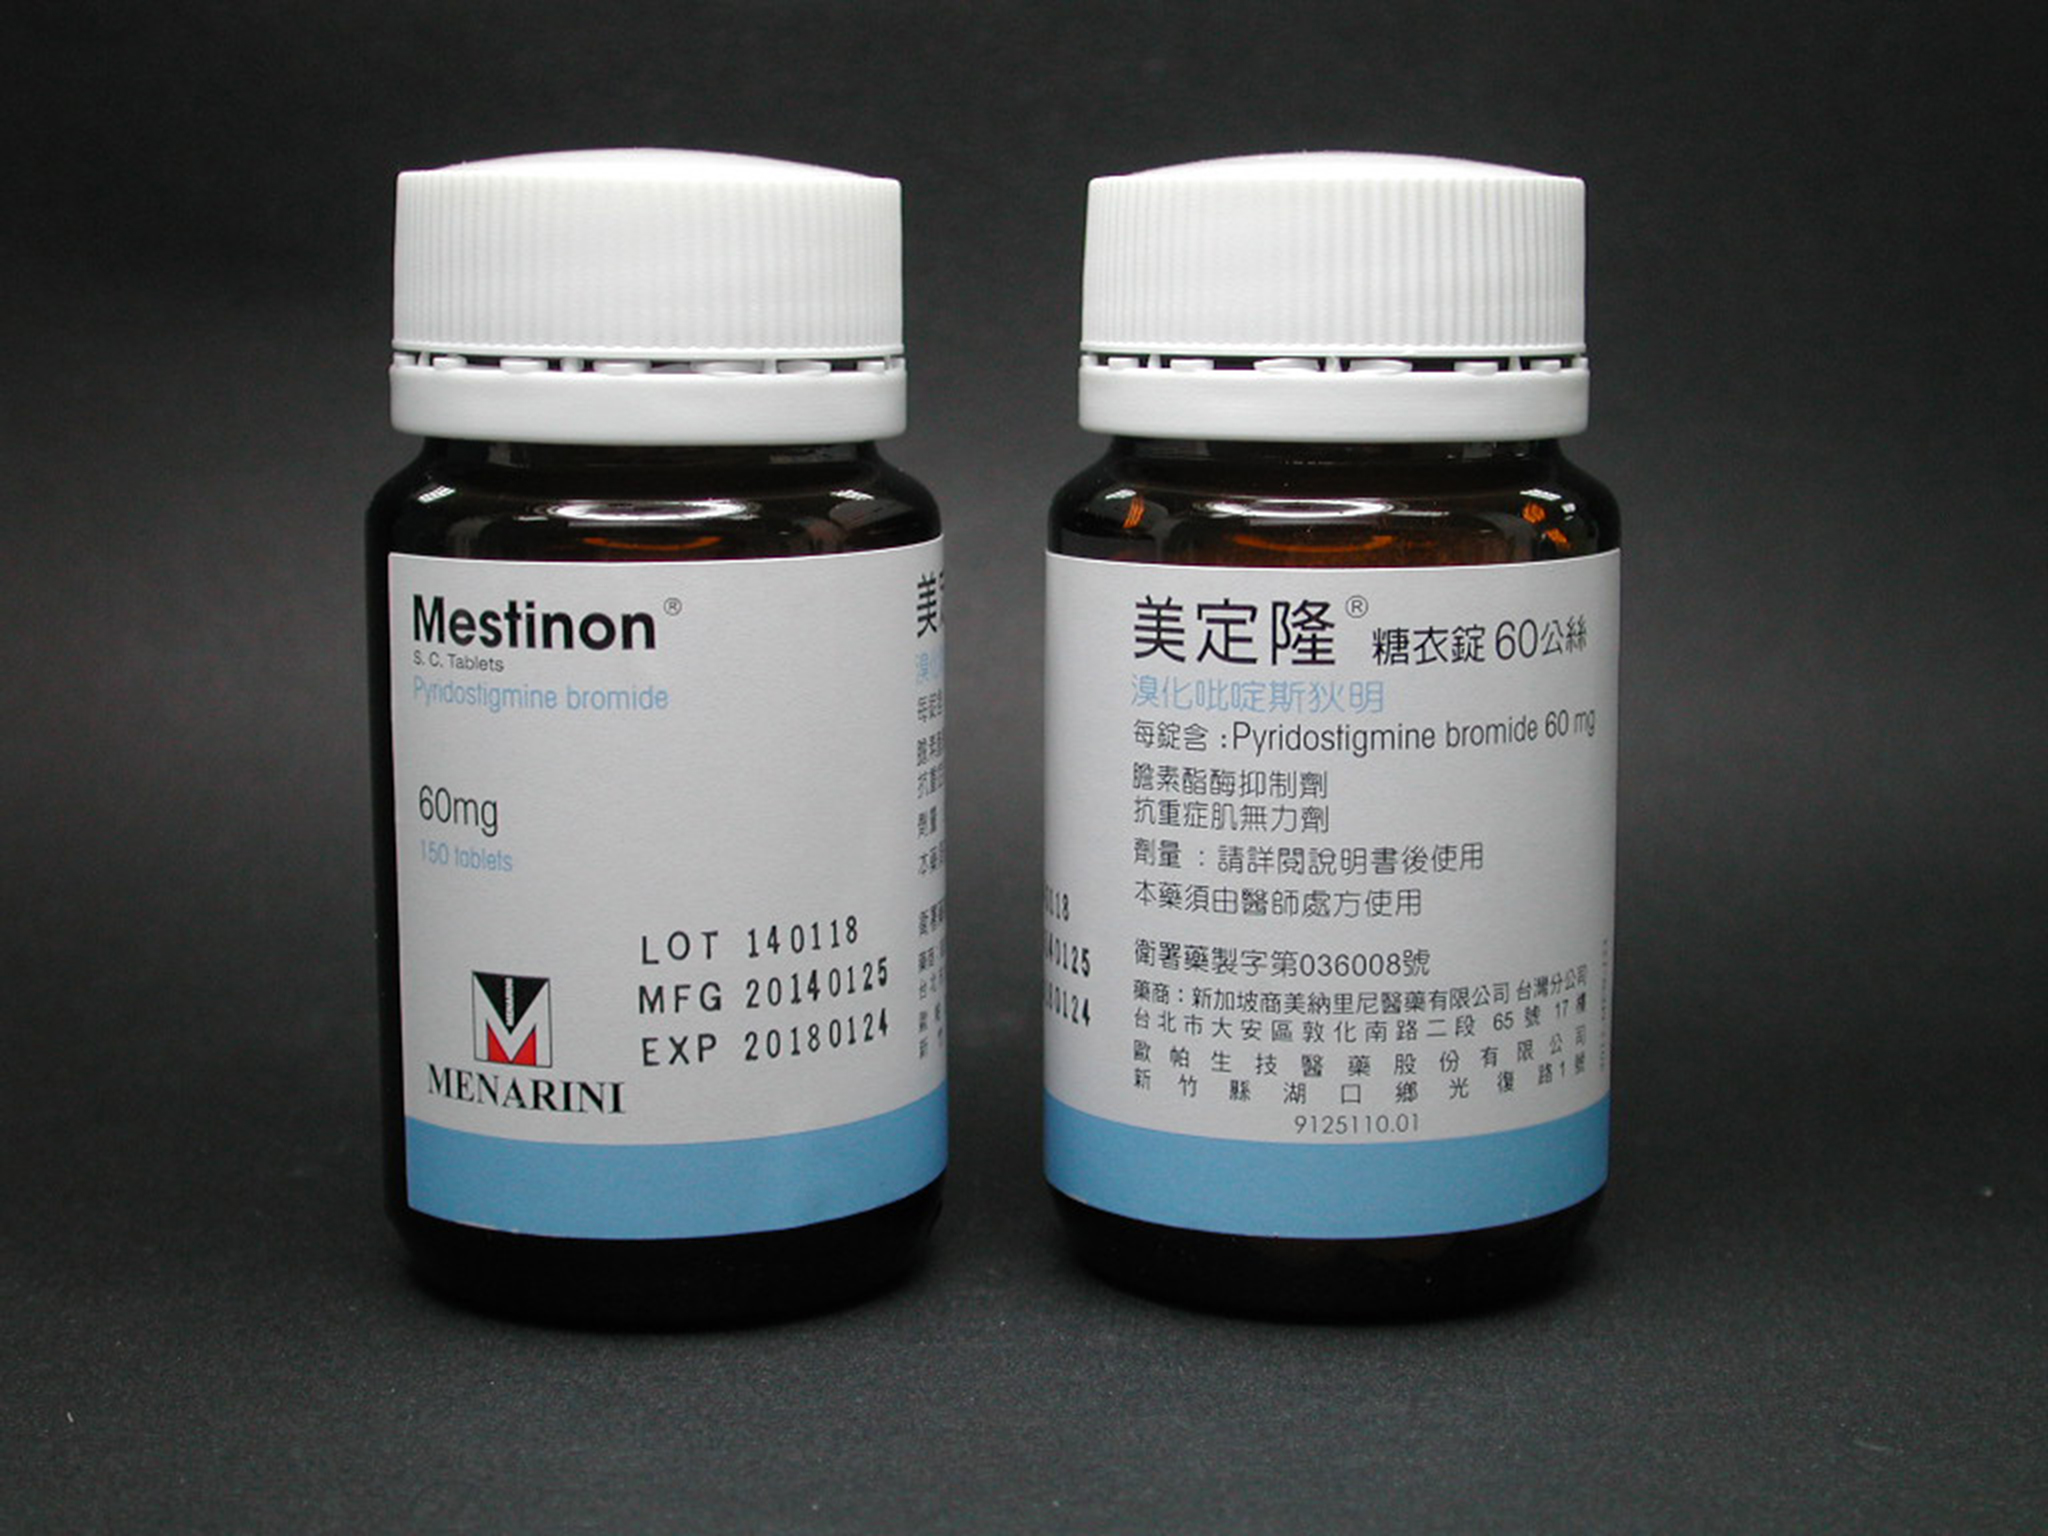 Mestinon®
S. C. Tablets
Pyridostigmine bromide
60mg
150 tablets
LOT 140118
MFG 20140125
EXP 20180124
MENARINI
美定隆® 糖衣錠 60公絲
溴化吡啶斯狄明
每錠含：Pyridostigmine bromide 60 mg
膽素酯酶抑制劑
抗重症肌無力劑
劑量：請詳閱說明書後使用
本藥須由醫師處方使用
衛署藥製字第036008號
藥商：新加坡商美納里尼醫藥有限公司 台灣分公司
台北市大安區敦化南路二段 65 號 17 樓
歐帕生技醫藥股份有限公司
新竹縣湖口鄉光復路1號
9125110.01